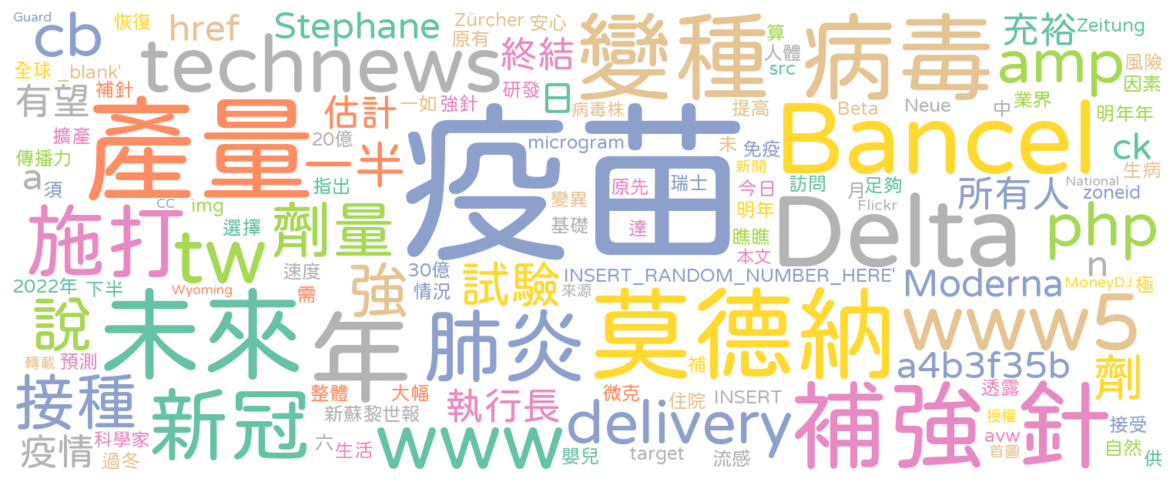 Guard 恢復 href Stephane Zürcher 安心 變種 病毒 算 充裕 Zeitung
cb technews 原有 終結 人體 amp 風險
全球 _blank' 補針 研發 日 src 因素
有望 估計 一如 強針 病毒株 提高 Beta Neue 中 業界 明年年
擴產 產量 一半 20億 疫苗 microgram 未 免疫 Bancel ck
傳播力 a 須 指出 原先 瑞士 新聞 今日 訪問 月 足夠 所有人 National 生病 zoneid
CC img 選擇 劑量 變異 達 明年 Flickr
施打 tw 基礎 瞧瞧 本文 Delta php n
2022年 下半 Wyoming 速度 需 強 30億 情況 試驗 來源 INSERT_RANDOM_NUMBER_HERE' Moderna MoneyDJ 極
說 未來 年 肺炎 莫德納 www5
轉載 預測 補 a4b3f35b 劑
接種 新冠 整體 大幅 執行長 微克 住院 INSERT 補強針 透露 授權 接受
疫情 科學家 新蘇黎世報 delivery avw 自然
過冬 六 生活 www 嬰兒 target 流感 首圖 供